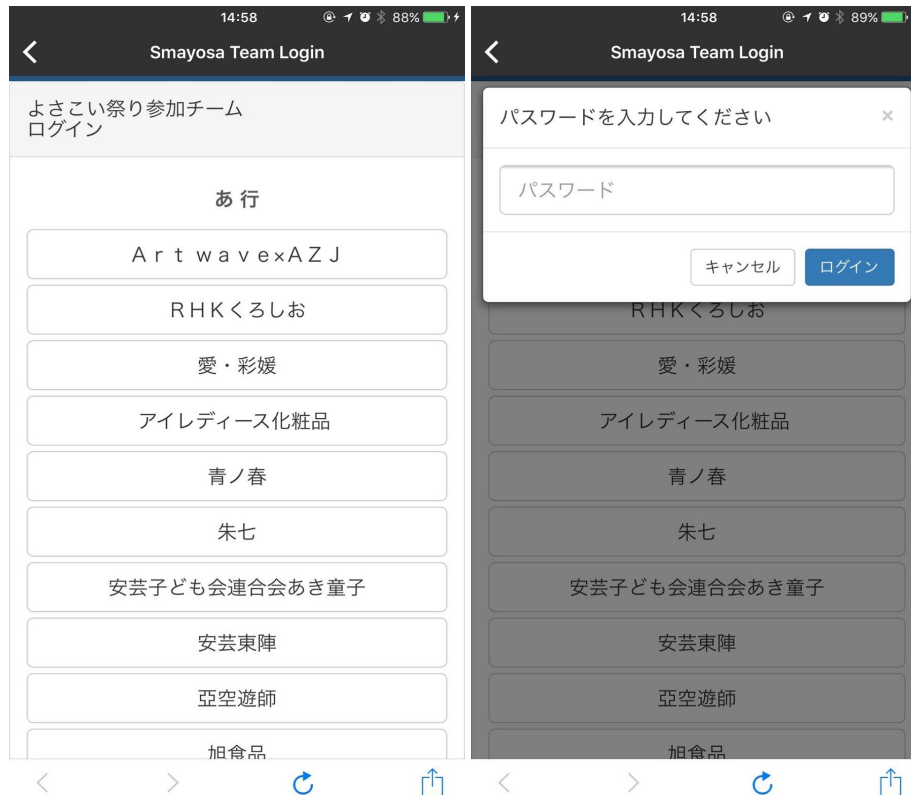 14:58
88%
Smayosa Team Login
よさこい祭り参加チーム
ログイン
あ 行
Ａｒｔ ｗａｖｅ×ＡＺＪ
ＲＨＫくろしお
愛・彩媛
アイレディース化粧品
青ノ春
朱七
安芸子ども会連合会あき童子
安芸東陣
亞空遊師
旭食品
14:58
89%
Smayosa Team Login
パスワードを入力してください
×
パスワード
キャンセル
ログイン
ＲＨＫくろしお
愛・彩媛
アイレディース化粧品
青ノ春
朱七
安芸子ども会連合会あき童子
安芸東陣
亞空遊師
旭食品